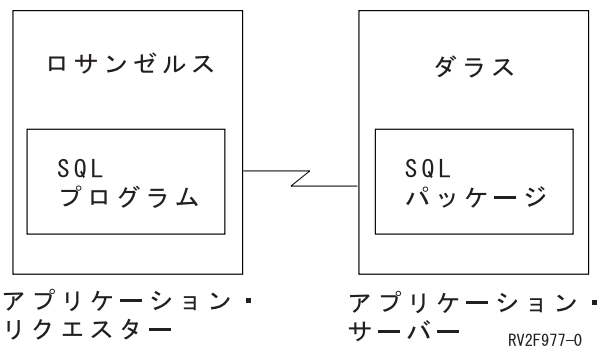 ロサンゼルス
SQL
プログラム
アプリケーション・
リクエスター
ダラス
SQL
パッケージ
アプリケーション・
サーバー
RV2F977-0